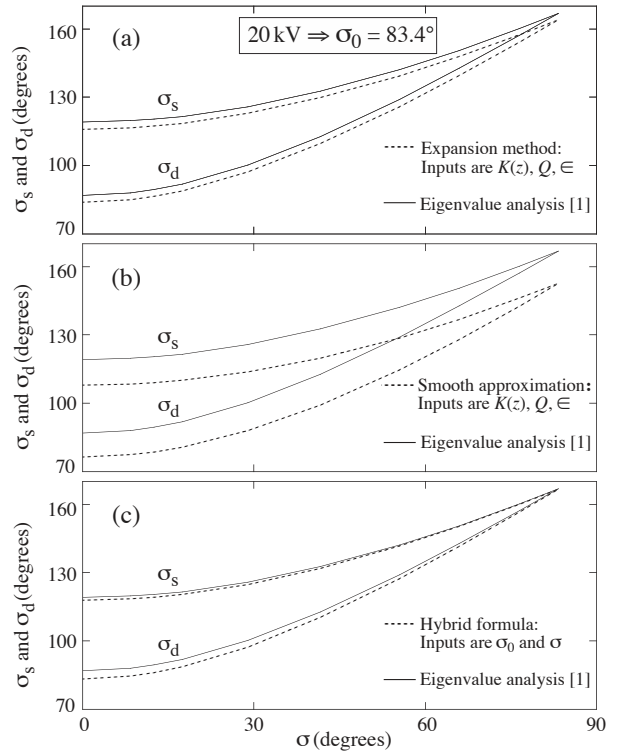 160
130
100
70
σs and σd (degrees)
(a)
20 kV ⇒ σ0 = 83.4°
σs
σd
Expansion method:
Inputs are K(z), Q, ∈
Eigenvalue analysis [1]
160
130
100
70
σs and σd (degrees)
(b)
σs
σd
Smooth approximation:
Inputs are K(z), Q, ∈
Eigenvalue analysis [1]
160
130
100
70
σs and σd (degrees)
(c)
σs
σd
Hybrid formula:
Inputs are σ0 and σ
Eigenvalue analysis [1]
0 30 60 90
σ (degrees)